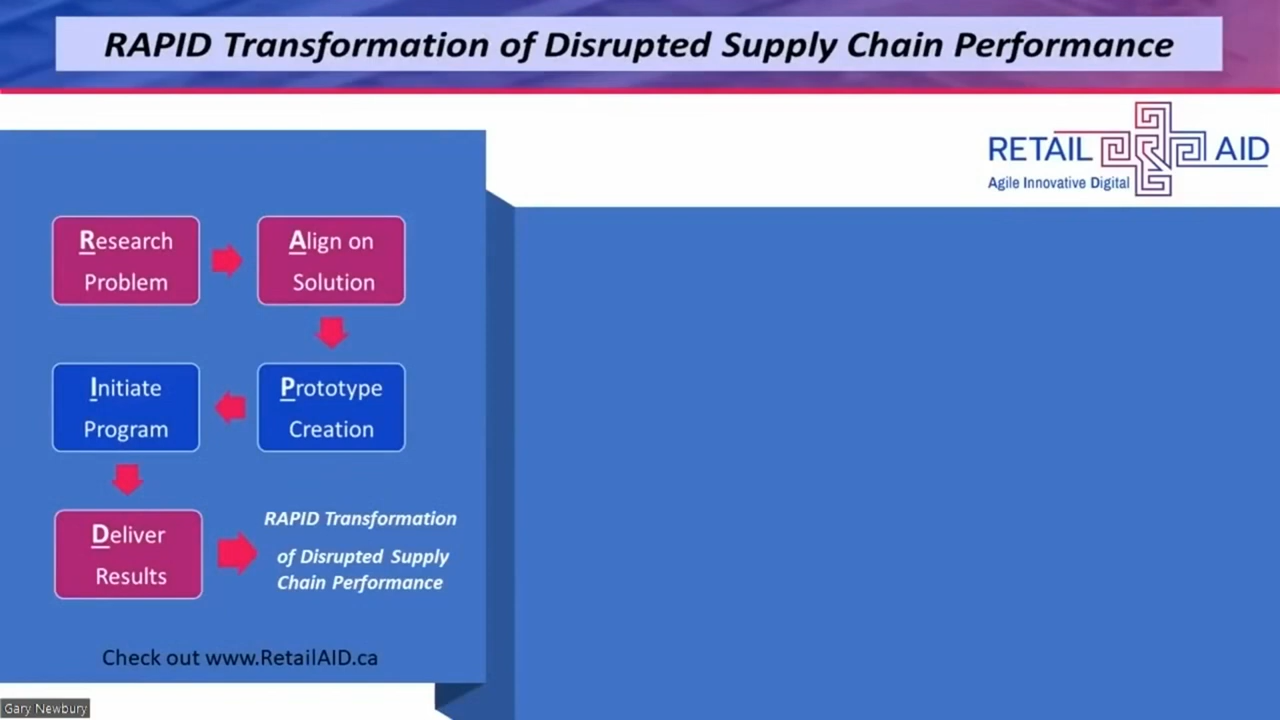 RAPID Transformation of Disrupted Supply Chain Performance
RETAIL AID
Agile Innovative Digital
Research
Problem
Align on
Solution
Initiate
Program
Prototype
Creation
Deliver
Results
RAPID Transformation
of Disrupted Supply
Chain Performance
Check out www.RetailAID.ca
Gary Newbury